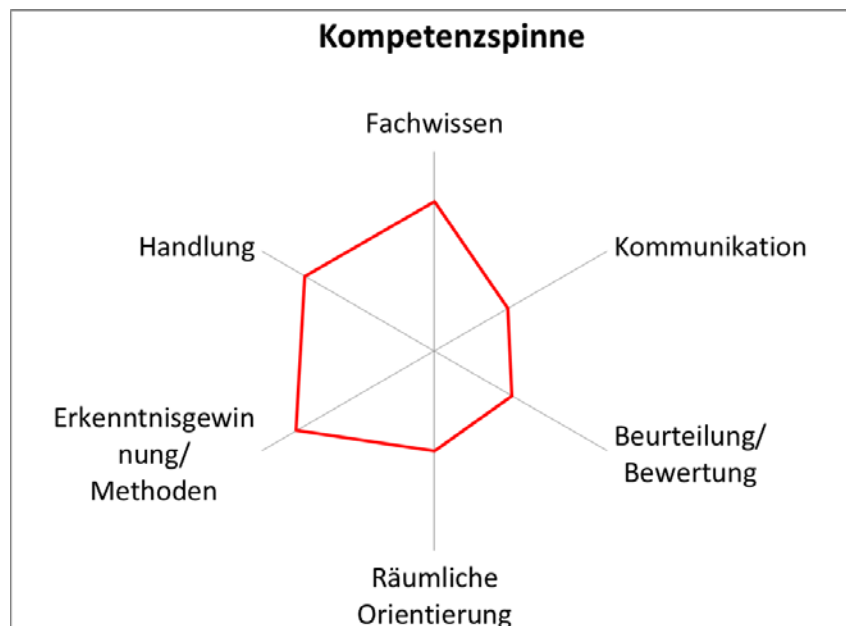 Kompetenzspinne
Fachwissen
Kommunikation
Beurteilung/
Bewertung
Räumliche
Orientierung
Erkenntnisgewin
nung/
Methoden
Handlung